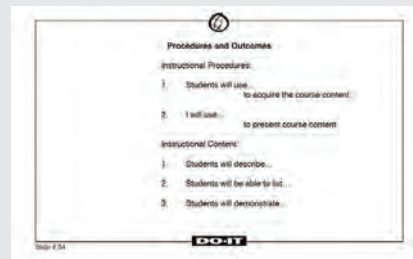 Procedures and Outcomes
Instructional Procedures:
1. Students will use...
to acquire the course content.
2. I will use...
to present course content
Instructional Content:
1. Students will describe...
2. Students will be able to list...
3. Students will demonstrate...
DO-IT